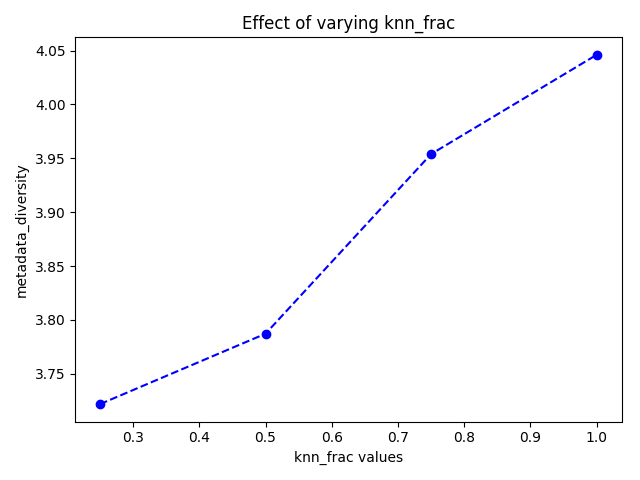 Effect of varying knn_frac
metadata_diversity
4.05
4.00
3.95
3.90
3.85
3.80
3.75
0.3 0.4 0.5 0.6 0.7 0.8 0.9 1.0
knn_frac values